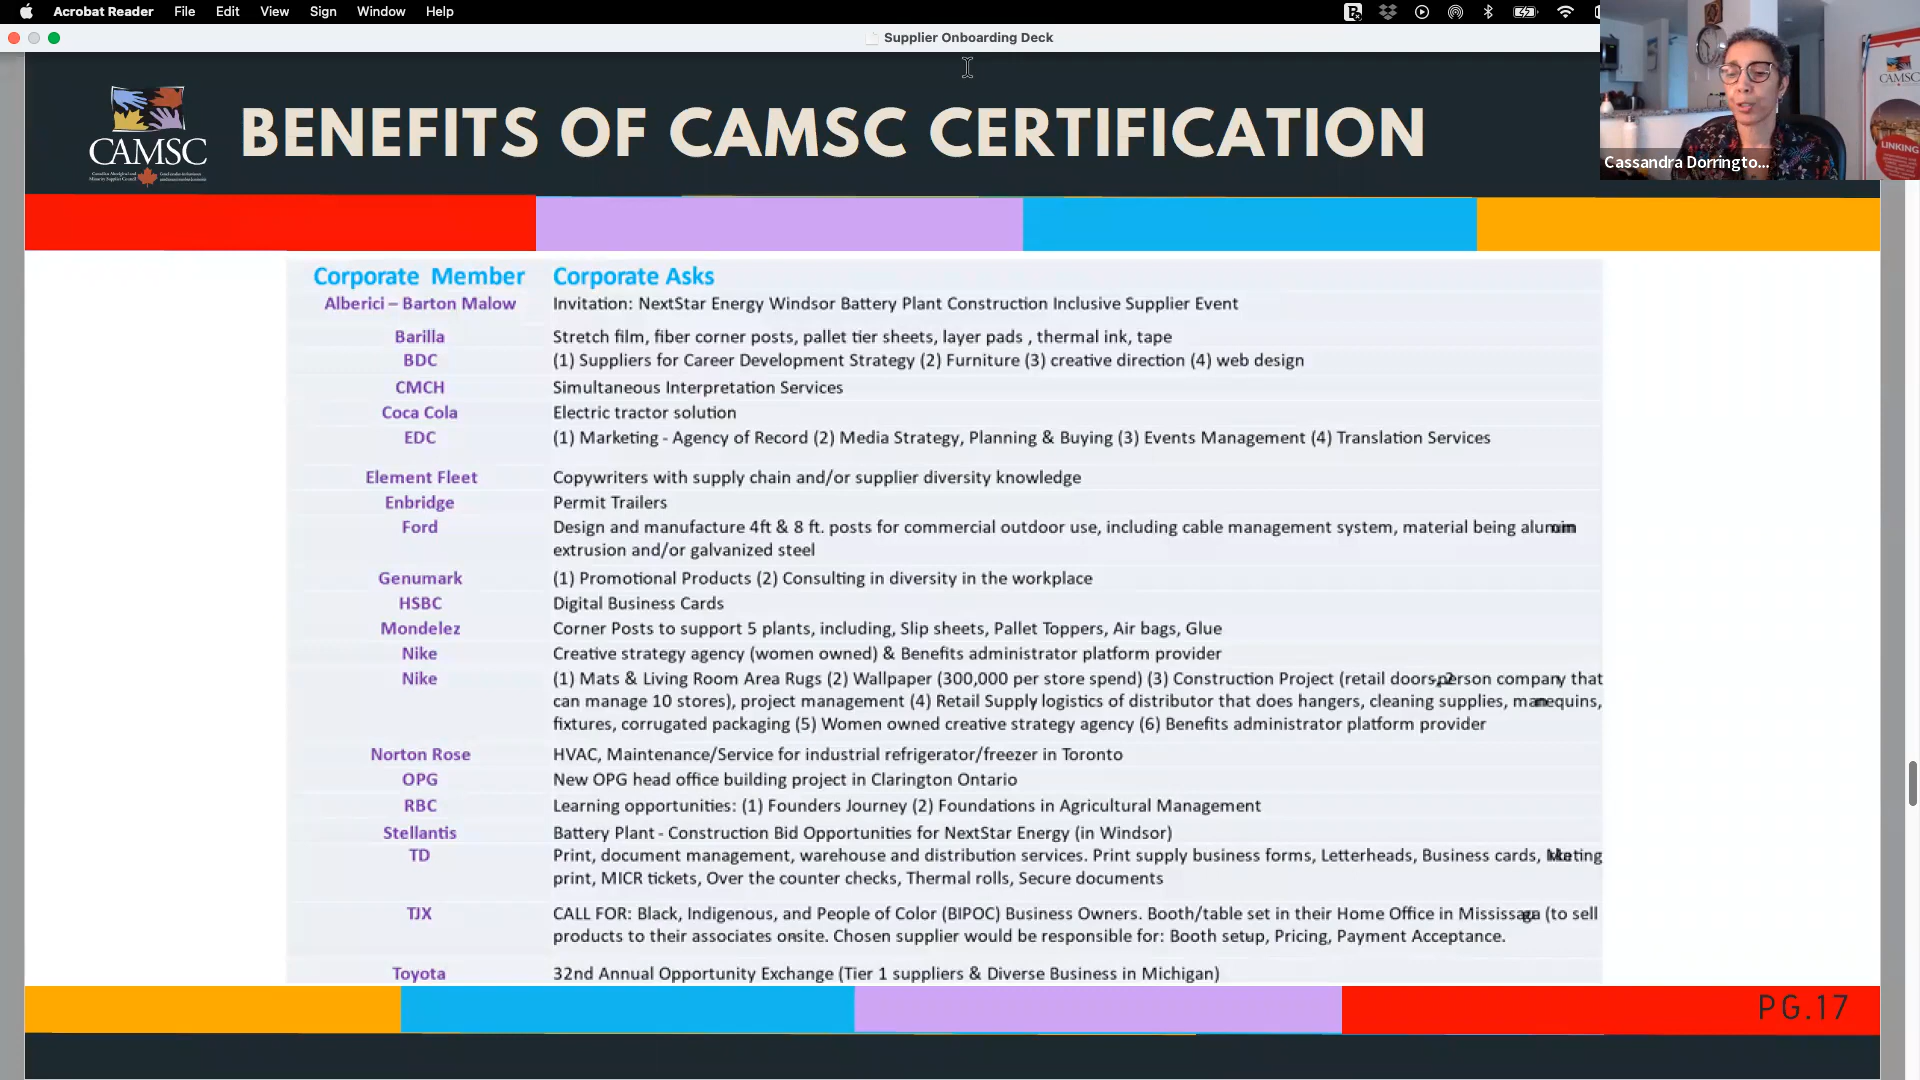 Acrobat Reader File Edit View Sign Window Help
Supplier Onboarding Deck
CAMSC
BENEFITS OF CAMSC CERTIFICATION
CAMSC
LINKING
Cassandra Dorringto...
Corporate Member Corporate Asks
Alberici – Barton Malow Invitation: NextStar Energy Windsor Battery Plant Construction Inclusive Supplier Event
Barilla Stretch film, fiber corner posts, pallet tier sheets, layer pads , thermal ink, tape
BDC (1) Suppliers for Career Development Strategy (2) Furniture (3) creative direction (4) web design
CMCH Simultaneous Interpretation Services
Coca Cola Electric tractor solution
EDC (1) Marketing - Agency of Record (2) Media Strategy, Planning & Buying (3) Events Management (4) Translation Services
Element Fleet Copywriters with supply chain and/or supplier diversity knowledge
Enbridge Permit Trailers
Ford Design and manufacture 4ft & 8 ft. posts for commercial outdoor use, including cable management system, material being
extrusion and/or galvanized steel
Genumark (1) Promotional Products (2) Consulting in diversity in the workplace
HSBC Digital Business Cards
Mondelez Corner Posts to support 5 plants, including, Slip sheets, Pallet Toppers, Air bags, Glue
Nike Creative strategy agency (women owned) & Benefits administrator platform provider
Nike (1) Mats & Living Room Area Rugs (2) Wallpaper (300,000 per store spend) (3) Construction Project (retail doors, 2 person company that
can manage 10 stores), project management (4) Retail Supply logistics of distributor that does hangers, cleaning supplies, manequins,
fixtures, corrugated packaging (5) Women owned creative strategy agency (6) Benefits administrator platform provider
Norton Rose HVAC, Maintenance/Service for industrial refrigerator/freezer in Toronto
OPG New OPG head office building project in Clarington Ontario
RBC Learning opportunities: (1) Founders Journey (2) Foundations in Agricultural Management
Stellantis Battery Plant - Construction Bid Opportunities for NextStar Energy (in Windsor)
TD Print, document management, warehouse and distribution services. Print supply business forms, Letterheads, Business cards,
print, MICR tickets, Over the counter checks, Thermal rolls, Secure documents
TJX CALL FOR: Black, Indigenous, and People of Color (BIPOC) Business Owners. Booth/table set in their Home Office in (to sell
products to their associates onsite. Chosen supplier would be responsible for: Booth setup, Pricing, Payment Acceptance.
Toyota 32nd Annual Opportunity Exchange (Tier 1 suppliers & Diverse Business in Michigan)
PG.17